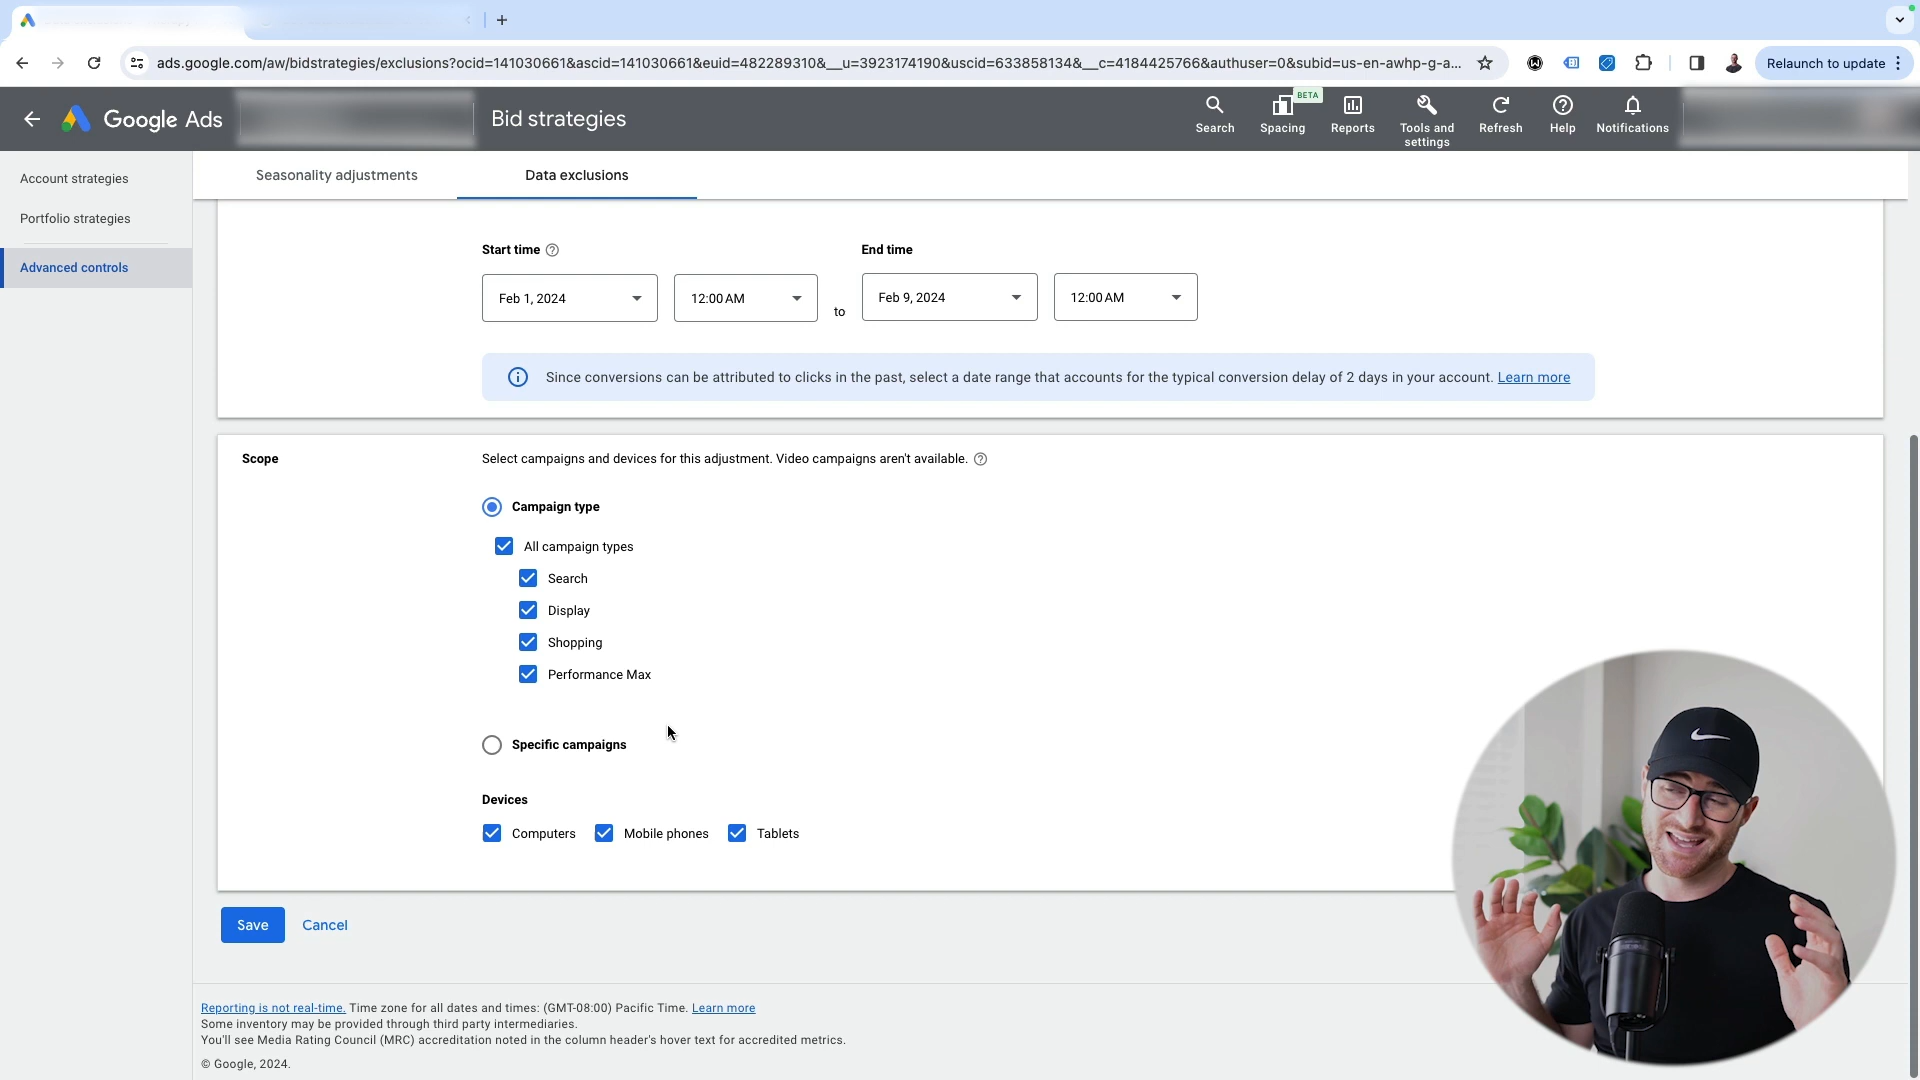 ads.google.com/aw/bidstrategies/exclusions?ocid=141030661&ascid=141030661&euid=482289310&__u=3923174190&uscid=633858134&__c=4184425766&authuser=0&subid=us-en-awhp-g-a...
Relaunch to update
Google Ads
Bid strategies
Search
Spacing
BETA
Reports
Tools and
settings
Refresh
Help
Notifications
Account strategies
Portfolio strategies
Advanced controls
Seasonality adjustments
Data exclusions
Start time
End time
Feb 1, 2024
12:00 AM
to
Feb 9, 2024
12:00 AM
Since conversions can be attributed to clicks in the past, select a date range that accounts for the typical conversion delay of 2 days in your account. Learn more
Scope
Select campaigns and devices for this adjustment. Video campaigns aren't available.
Campaign type
All campaign types
Search
Display
Shopping
Performance Max
Specific campaigns
Devices
Computers
Mobile phones
Tablets
Save
Cancel
Reporting is not real-time. Time zone for all dates and times: (GMT-08:00) Pacific Time. Learn more
Some inventory may be provided through third party intermediaries.
You'll see Media Rating Council (MRC) accreditation noted in the column header's hover text for accredited metrics.
© Google, 2024.